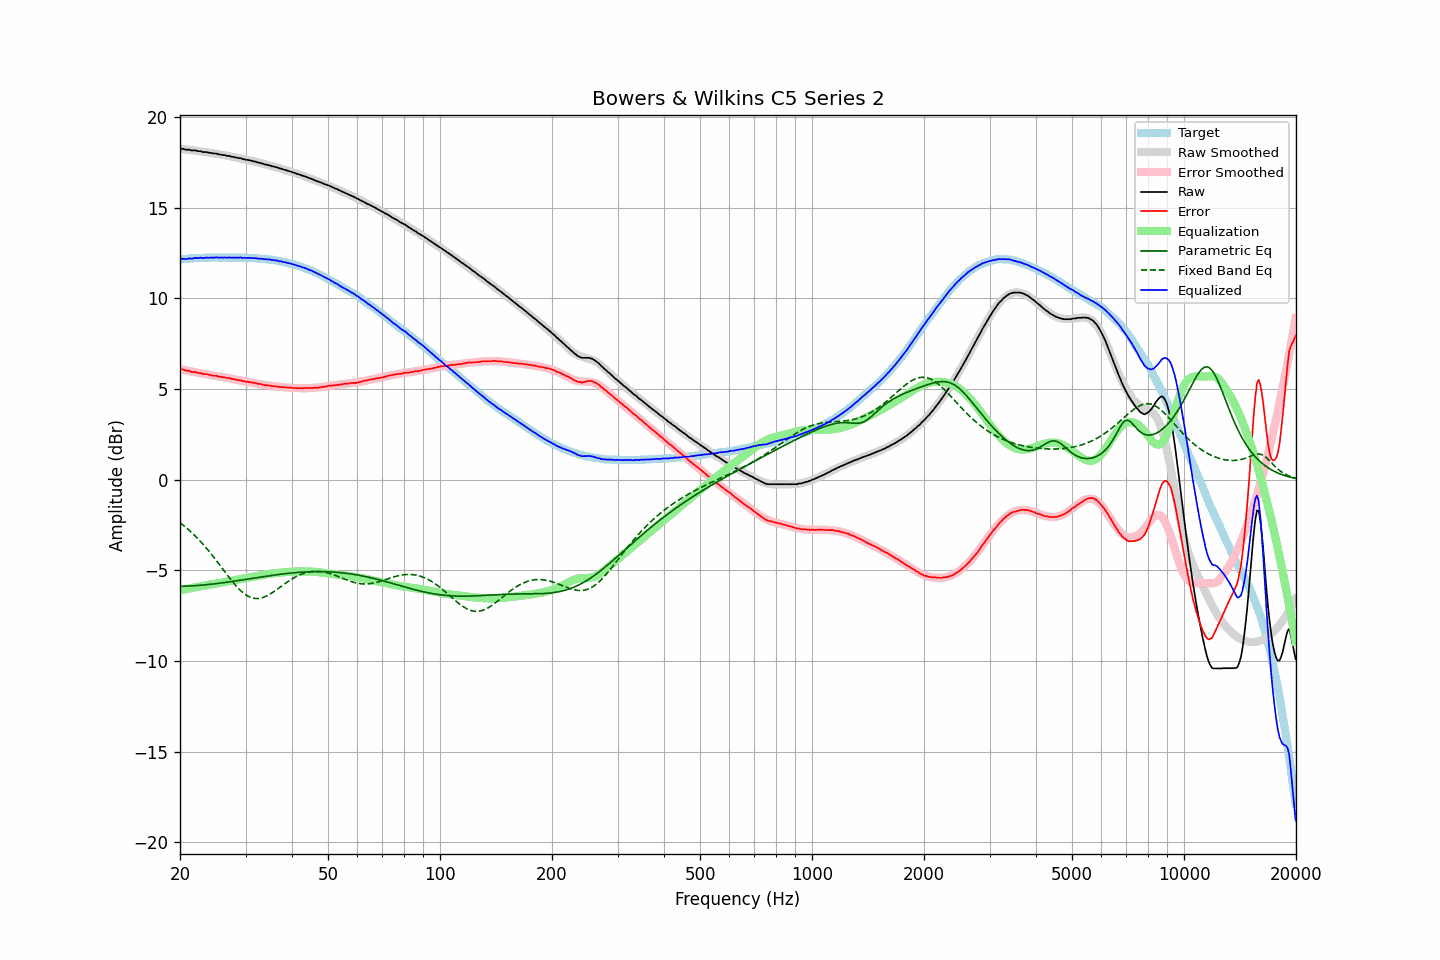 Bowers & Wilkins C5 Series 2
20
15
10
5
0
−5
−10
−15
−20
Amplitude (dBr)
Target
Raw Smoothed
Error Smoothed
Raw
Error
Equalization
Parametric Eq
Fixed Band Eq
Equalized
20 50 100 200 500 1000 2000 5000 10000 20000
Frequency (Hz)